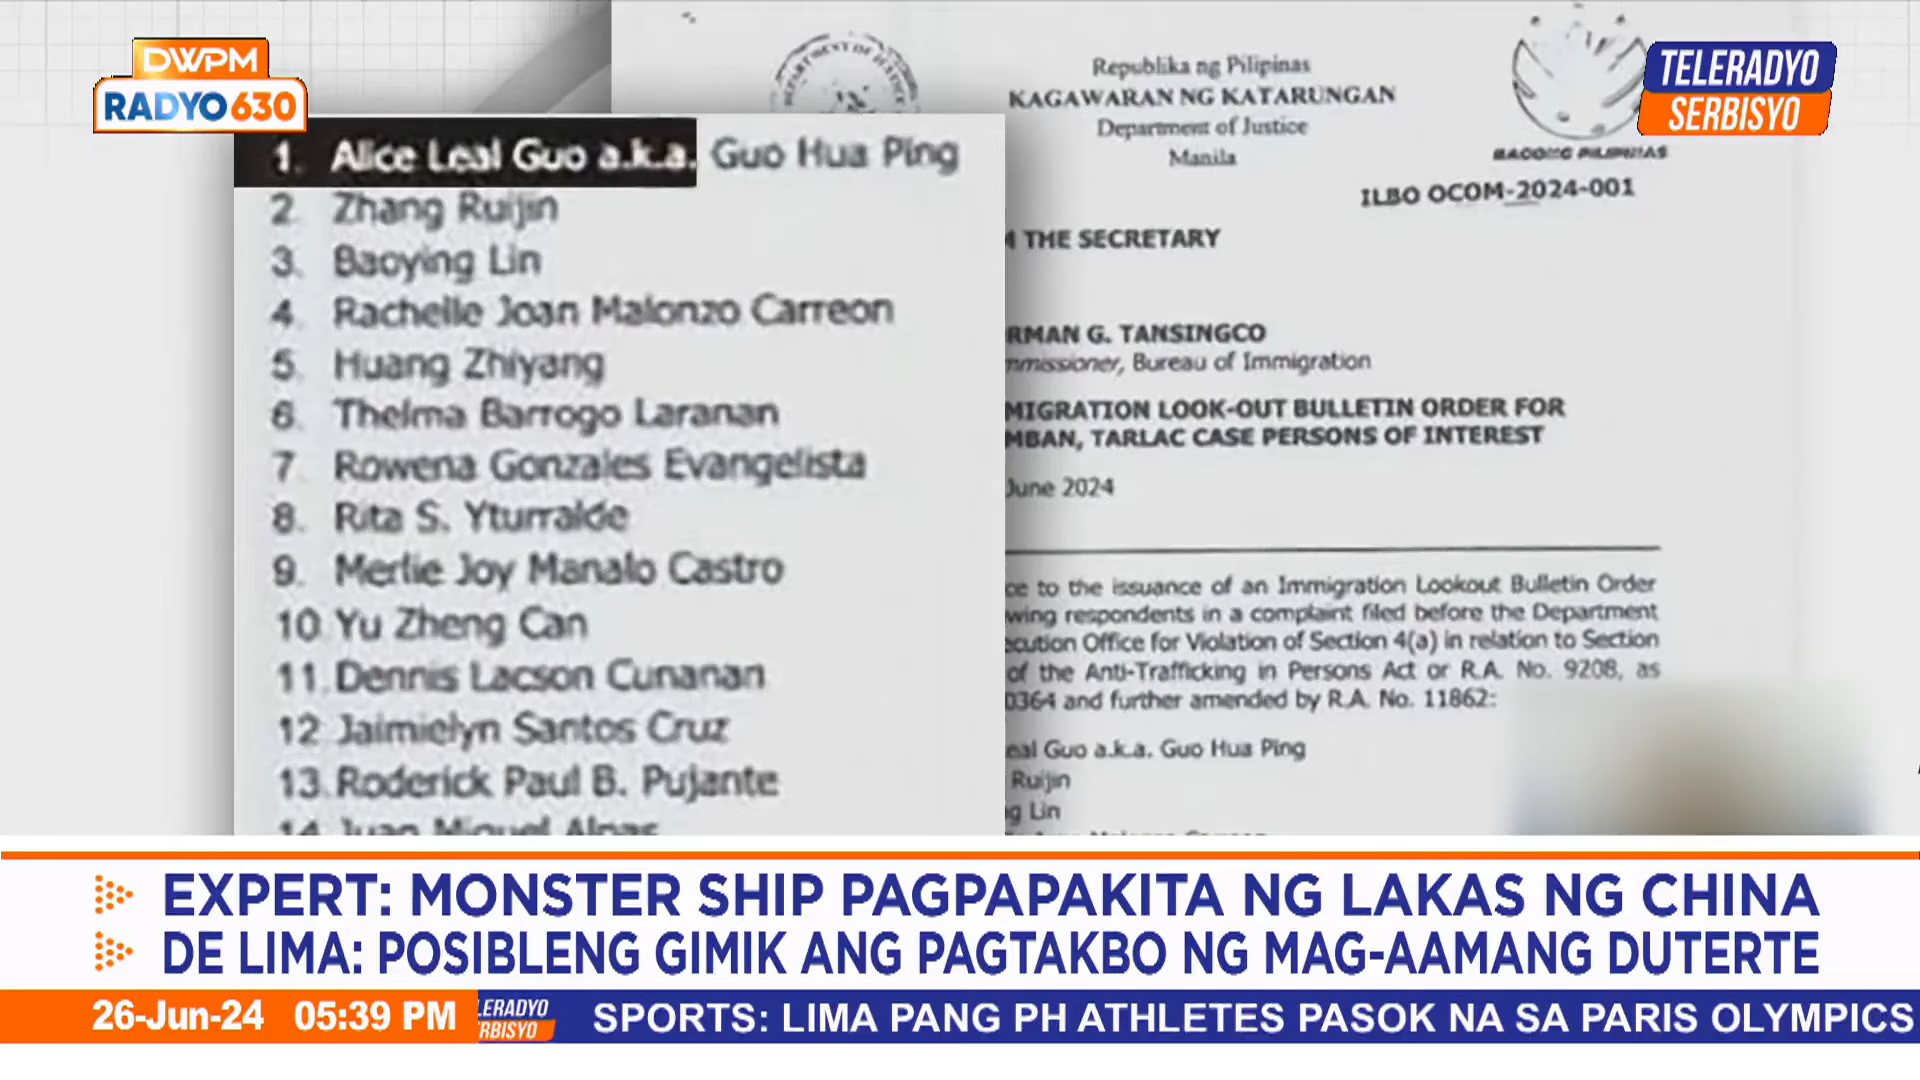 DWPM
RADYO 630
TELERADYO
SERBISYO
Republika ng Pilipinas
KAGAWARAN NG KATARUNGAN
Department of Justice
Manila
BAGONG PILIPINAS
ILBO OCOM-2024-001
THE SECRETARY
RMAN G. TANSINGCO
mmissioner, Bureau of Immigration
MIGRATION LOOK-OUT BULLETIN ORDER FOR
MBAN, TARLAC CASE PERSONS OF INTEREST
June 2024
ce to the issuance of an Immigration Lookout Bulletin Order
wing respondents in a complaint filed before the Department
ecution Office for Violation of Section 4(a) in relation to Section
of the Anti-Trafficking in Persons Act or R.A. No. 9208, as
0364 and further amended by R.A. No. 11862:
eal Guo a.k.a. Guo Hua Ping
Ruijin
g Lin
1. Alice Leal Guo a.k.a. Guo Hua Ping
2. Zhang Ruijin
3. Baoying Lin
4. Rachelle Joan Malonzo Carreon
5. Huang Zhiyang
6. Thelma Barrogo Laranan
7. Rowena Gonzales Evangelista
8. Rita S. Yturralde
9. Merlie Joy Manalo Castro
10. Yu Zheng Can
11. Dennis Lacson Cunanan
12. Jaimielyn Santos Cruz
13. Roderick Paul B. Pujante
14. Juan Miguel Alpas
EXPERT: MONSTER SHIP PAGPAPAKITA NG LAKAS NG CHINA
DE LIMA: POSIBLENG GIMIK ANG PAGTAKBO NG MAG-AAMANG DUTERTE
26-Jun-24 05:39 PM
LERADYO
RBISYO
SPORTS: LIMA PANG PH ATHLETES PASOK NA SA PARIS OLYMPICS